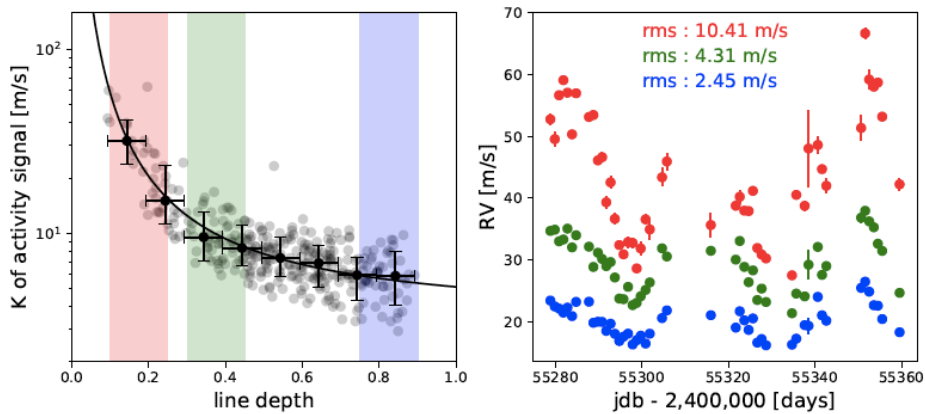 10²
10¹
K of activity signal [m/s]
0.0 0.2 0.4 0.6 0.8 1.0
line depth
rms : 10.41 m/s
rms : 4.31 m/s
rms : 2.45 m/s
70
60
50
40
30
20
RV [m/s]
55280 55300 55320 55340 55360
jdb - 2,400,000 [days]